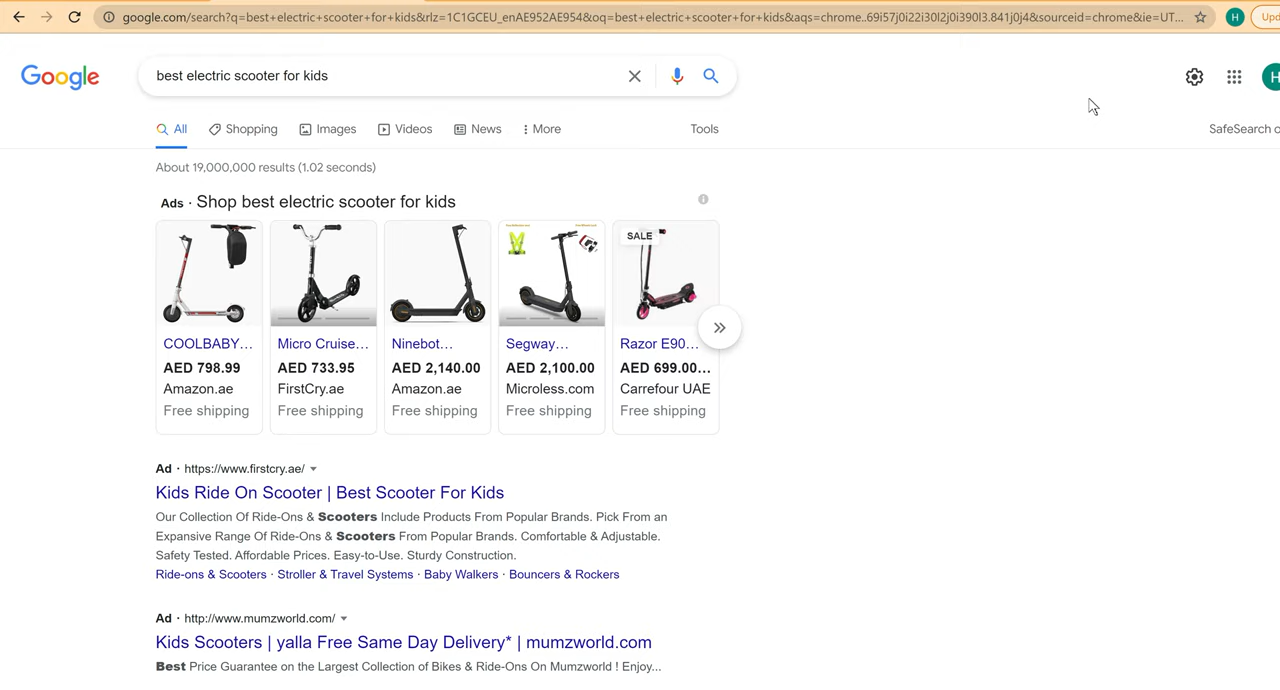 google.com/search?q=best+electric+scooter+for+kids&rlz=1C1GCEU_enAE952AE954&oq=best+electric+scooter+for+kids&aqs=chrome..69i57j0i22i30l2j0i390l3.841j0j4&sourceid=chrome&ie=UT...
H
Upd
Google
best electric scooter for kids
H
All
Shopping
Images
Videos
News
More
Tools
SafeSearch o
About 19,000,000 results (1.02 seconds)
Ads · Shop best electric scooter for kids
SALE
COOLBABY...
AED 798.99
Amazon.ae
Free shipping
Micro Cruise...
AED 733.95
FirstCry.ae
Free shipping
Ninebot...
AED 2,140.00
Amazon.ae
Free shipping
Segway...
AED 2,100.00
Microless.com
Free shipping
Razor E90...
AED 699.00...
Carrefour UAE
Free shipping
Ad · https://www.firstcry.ae/
Kids Ride On Scooter | Best Scooter For Kids
Our Collection Of Ride-Ons & Scooters Include Products From Popular Brands. Pick From an
Expansive Range Of Ride-Ons & Scooters From Popular Brands. Comfortable & Adjustable.
Safety Tested. Affordable Prices. Easy-to-Use. Sturdy Construction.
Ride-ons & Scooters · Stroller & Travel Systems · Baby Walkers · Bouncers & Rockers
Ad · http://www.mumzworld.com/
Kids Scooters | yalla Free Same Day Delivery* | mumzworld.com
Best Price Guarantee on the Largest Collection of Bikes & Ride-Ons On Mumzworld ! Enjoy...